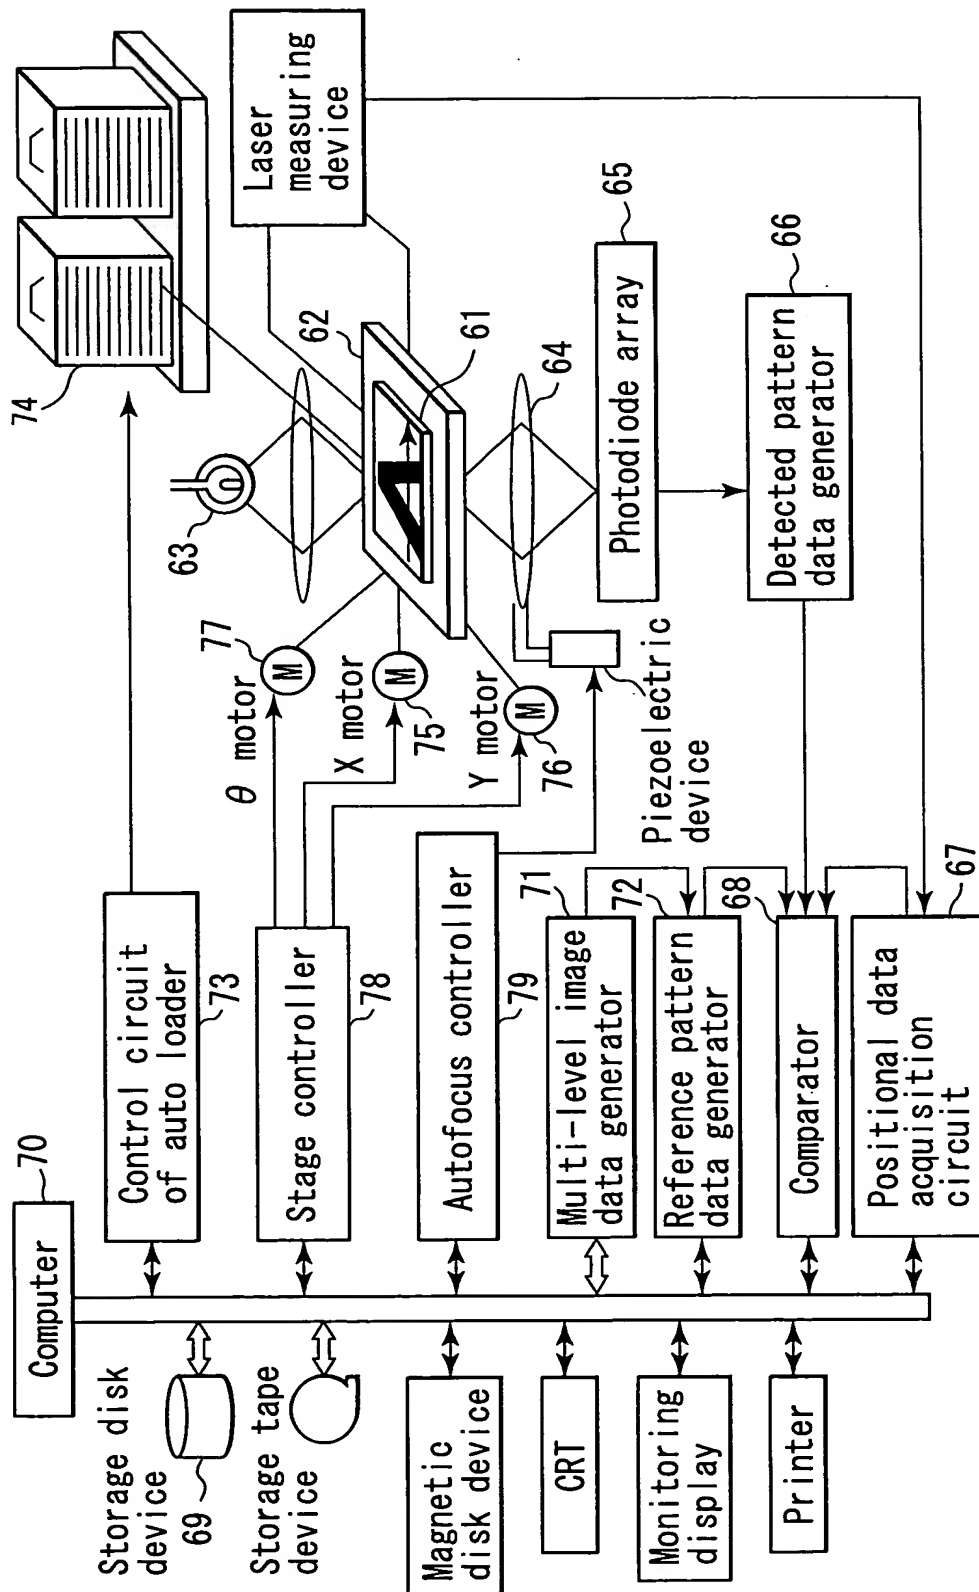 Computer
70
Storage disk
device
69
Storage tape
device
Magnetic
disk device
CRT
Monitoring
display
Printer
Control circuit
of auto loader
73
Stage controller
78
Autofocus controller
79
Multi-level image
data generator
71
Reference pattern
data generator
72
Comparator
68
Positional data
acquisition
circuit
67
74
63
θ motor
M
77
X motor
M
75
Y motor
M
76
Piezoelectric
device
62
61
64
Laser
measuring
device
Photodiode array
65
Detected pattern
data generator
66